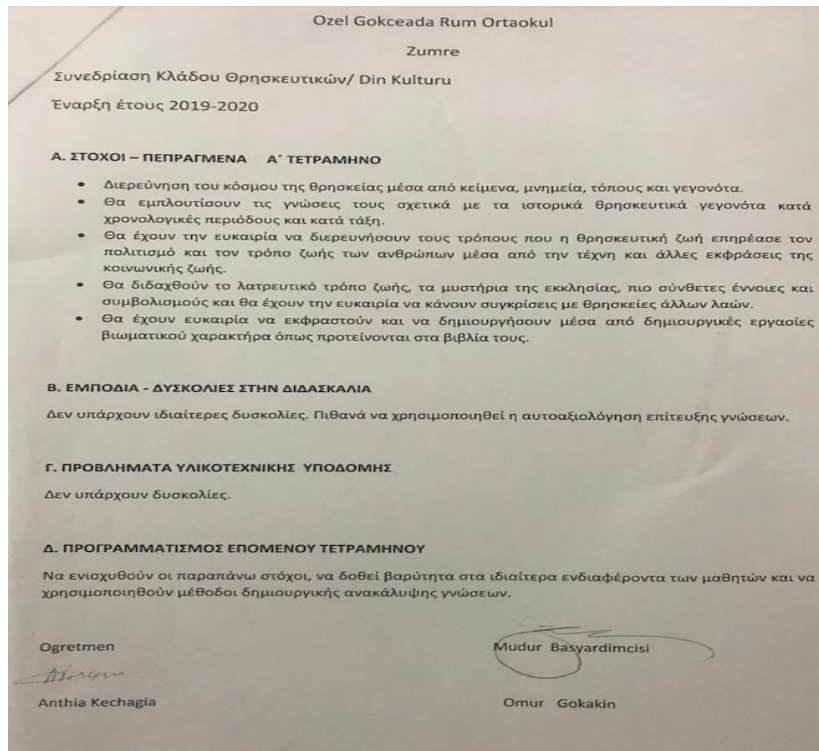 Ozel Gokceada Rum Ortaokul
Zumre
Συνεδρίαση Κλάδου Θρησκευτικών/ Din Kulturu
Έναρξη έτους 2019-2020
Α. ΣΤΟΧΟΙ – ΠΕΠΡΑΓΜΕΝΑ Α΄ ΤΕΤΡΑΜΗΝΟ
• Διερεύνηση του κόσμου της θρησκείας μέσα από κείμενα, μνημεία, τόπους και γεγονότα.
• Θα εμπλουτίσουν τις γνώσεις τους σχετικά με τα ιστορικά θρησκευτικά γεγονότα κατά
χρονολογικές περιόδους και κατά τάξη.
• Θα έχουν την ευκαιρία να διερευνήσουν τους τρόπους που η θρησκευτική ζωή επηρέασε τον
πολιτισμό και τον τρόπο ζωής των ανθρώπων μέσα από την τέχνη και άλλες εκφράσεις της
κοινωνικής ζωής.
• Θα διδαχθούν το λατρευτικό τρόπο ζωής, τα μυστήρια της εκκλησίας, πιο σύνθετες έννοιες και
συμβολισμούς και θα έχουν την ευκαιρία να κάνουν συγκρίσεις με θρησκείες άλλων λαών.
• Θα έχουν ευκαιρία να εκφραστούν και να δημιουργήσουν μέσα από δημιουργικές εργασίες
βιωματικού χαρακτήρα όπως προτείνονται στα βιβλία τους.
Β. ΕΜΠΟΔΙΑ - ΔΥΣΚΟΛΙΕΣ ΣΤΗΝ ΔΙΔΑΣΚΑΛΙΑ
Δεν υπάρχουν ιδιαίτερες δυσκολίες. Πιθανά να χρησιμοποιηθεί η αυτοαξιολόγηση επίτευξης γνώσεων.
Γ. ΠΡΟΒΛΗΜΑΤΑ ΥΛΙΚΟΤΕΧΝΙΚΗΣ ΥΠΟΔΟΜΗΣ
Δεν υπάρχουν δυσκολίες.
Δ. ΠΡΟΓΡΑΜΜΑΤΙΣΜΟΣ ΕΠΟΜΕΝΟΥ ΤΕΤΡΑΜΗΝΟΥ
Να ενισχυθούν οι παραπάνω στόχοι, να δοθεί βαρύτητα στα ιδιαίτερα ενδιαφέροντα των μαθητών και να
χρησιμοποιηθούν μέθοδοι δημιουργικής ανακάλυψης γνώσεων.
Ogretmen Mudur Basyardimcisi
Anthia Kechagia Omur Gokakin